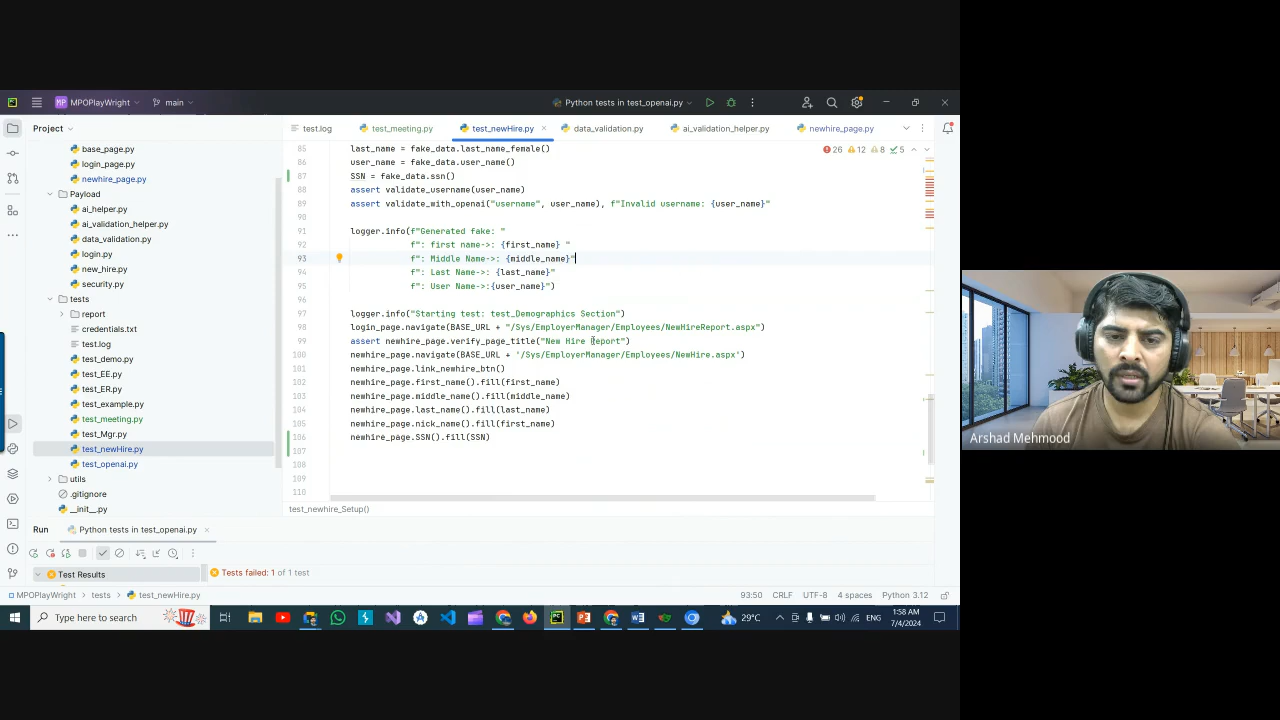 MP MPOPlayWright
main
Python tests in test_openai.py
Project
test.log
test_meeting.py
test_newHire.py
data_validation.py
ai_validation_helper.py
newhire_page.py
base_page.py
login_page.py
newhire_page.py
Payload
ai_helper.py
ai_validation_helper.py
data_validation.py
login.py
new_hire.py
security.py
tests
report
credentials.txt
test.log
test_demo.py
test_EE.py
test_ER.py
test_example.py
test_meeting.py
test_Mgr.py
test_newHire.py
test_openai.py
utils
.gitignore
__init__.py
26 12 8 5
85 last_name = fake_data.last_name_female()
86 user_name = fake_data.user_name()
87 SSN = fake_data.ssn()
88 assert validate_username(user_name)
89 assert validate_with_openai("username", user_name), f"Invalid username: {user_name}"
90
91 logger.info(f"Generated fake: "
92 f": first name->: {first_name} "
93 f": Middle Name->: {middle_name}"
94 f": Last Name->: {last_name}"
95 f": User Name->:{user_name}")
96
97 logger.info("Starting test: test_Demographics Section")
98 login_page.navigate(BASE_URL + "/Sys/EmployerManager/Employees/NewHireReport.aspx")
99 assert newhire_page.verify_page_title("New Hire Report")
100 newhire_page.navigate(BASE_URL + '/Sys/EmployerManager/Employees/NewHire.aspx')
101 newhire_page.link_newhire_btn()
102 newhire_page.first_name().fill(first_name)
103 newhire_page.middle_name().fill(middle_name)
104 newhire_page.last_name().fill(last_name)
105 newhire_page.nick_name().fill(first_name)
106 newhire_page.SSN().fill(SSN)
107
108
109
110
test_newhire_Setup()
Run
Python tests in test_openai.py
Test Results
Tests failed: 1 of 1 test
MPOPlayWright > tests > test_newHire.py
93:50 CRLF UTF-8 4 spaces Python 3.12
Type here to search
29°C
ENG
1:58 AM
7/4/2024
Arshad Mehmood